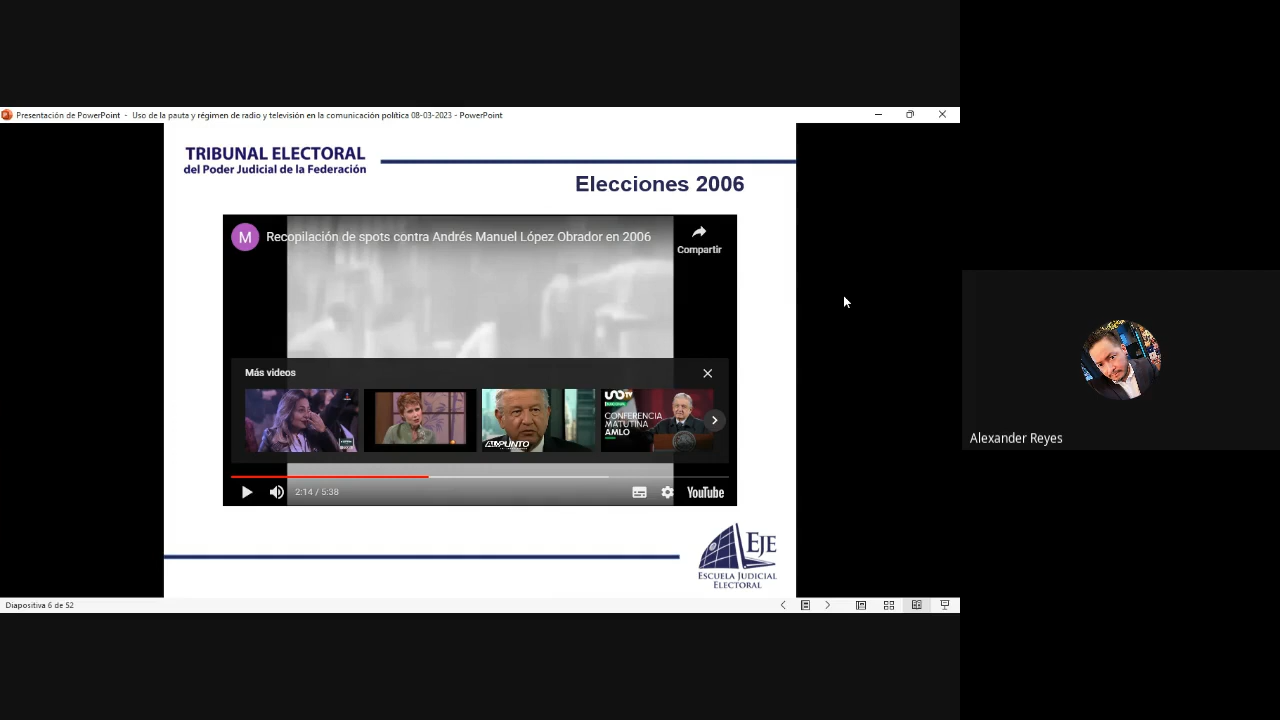 Presentación de PowerPoint - Uso de la pauta y régimen de radio y televisión en la comunicación política 08-03-2023 - PowerPoint
TRIBUNAL ELECTORAL
del Poder Judicial de la Federación
Elecciones 2006
M
Recopilación de spots contra Andrés Manuel López Obrador en 2006
Compartir
Más videos
AL PUNTO
UNOTV
CONFERENCIA
MATUTINA
AMLO
2:14 / 5:38
YouTube
EJE
ESCUELA JUDICIAL
ELECTORAL
Diapositiva 6 de 52
Alexander Reyes